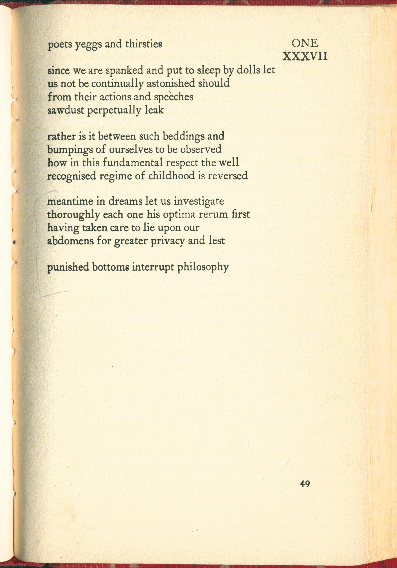 poets yeggs and thirsties
ONE
XXXVII
since we are spanked and put to sleep by dolls let
us not be continually astonished should
from their actions and speeches
sawdust perpetually leak
rather is it between such beddings and
bumpings of ourselves to be observed
how in this fundamental respect the well
recognised regime of childhood is reversed
meantime in dreams let us investigate
thoroughly each one his optima rerum first
having taken care to lie upon our
abdomens for greater privacy and lest
punished bottoms interrupt philosophy
49